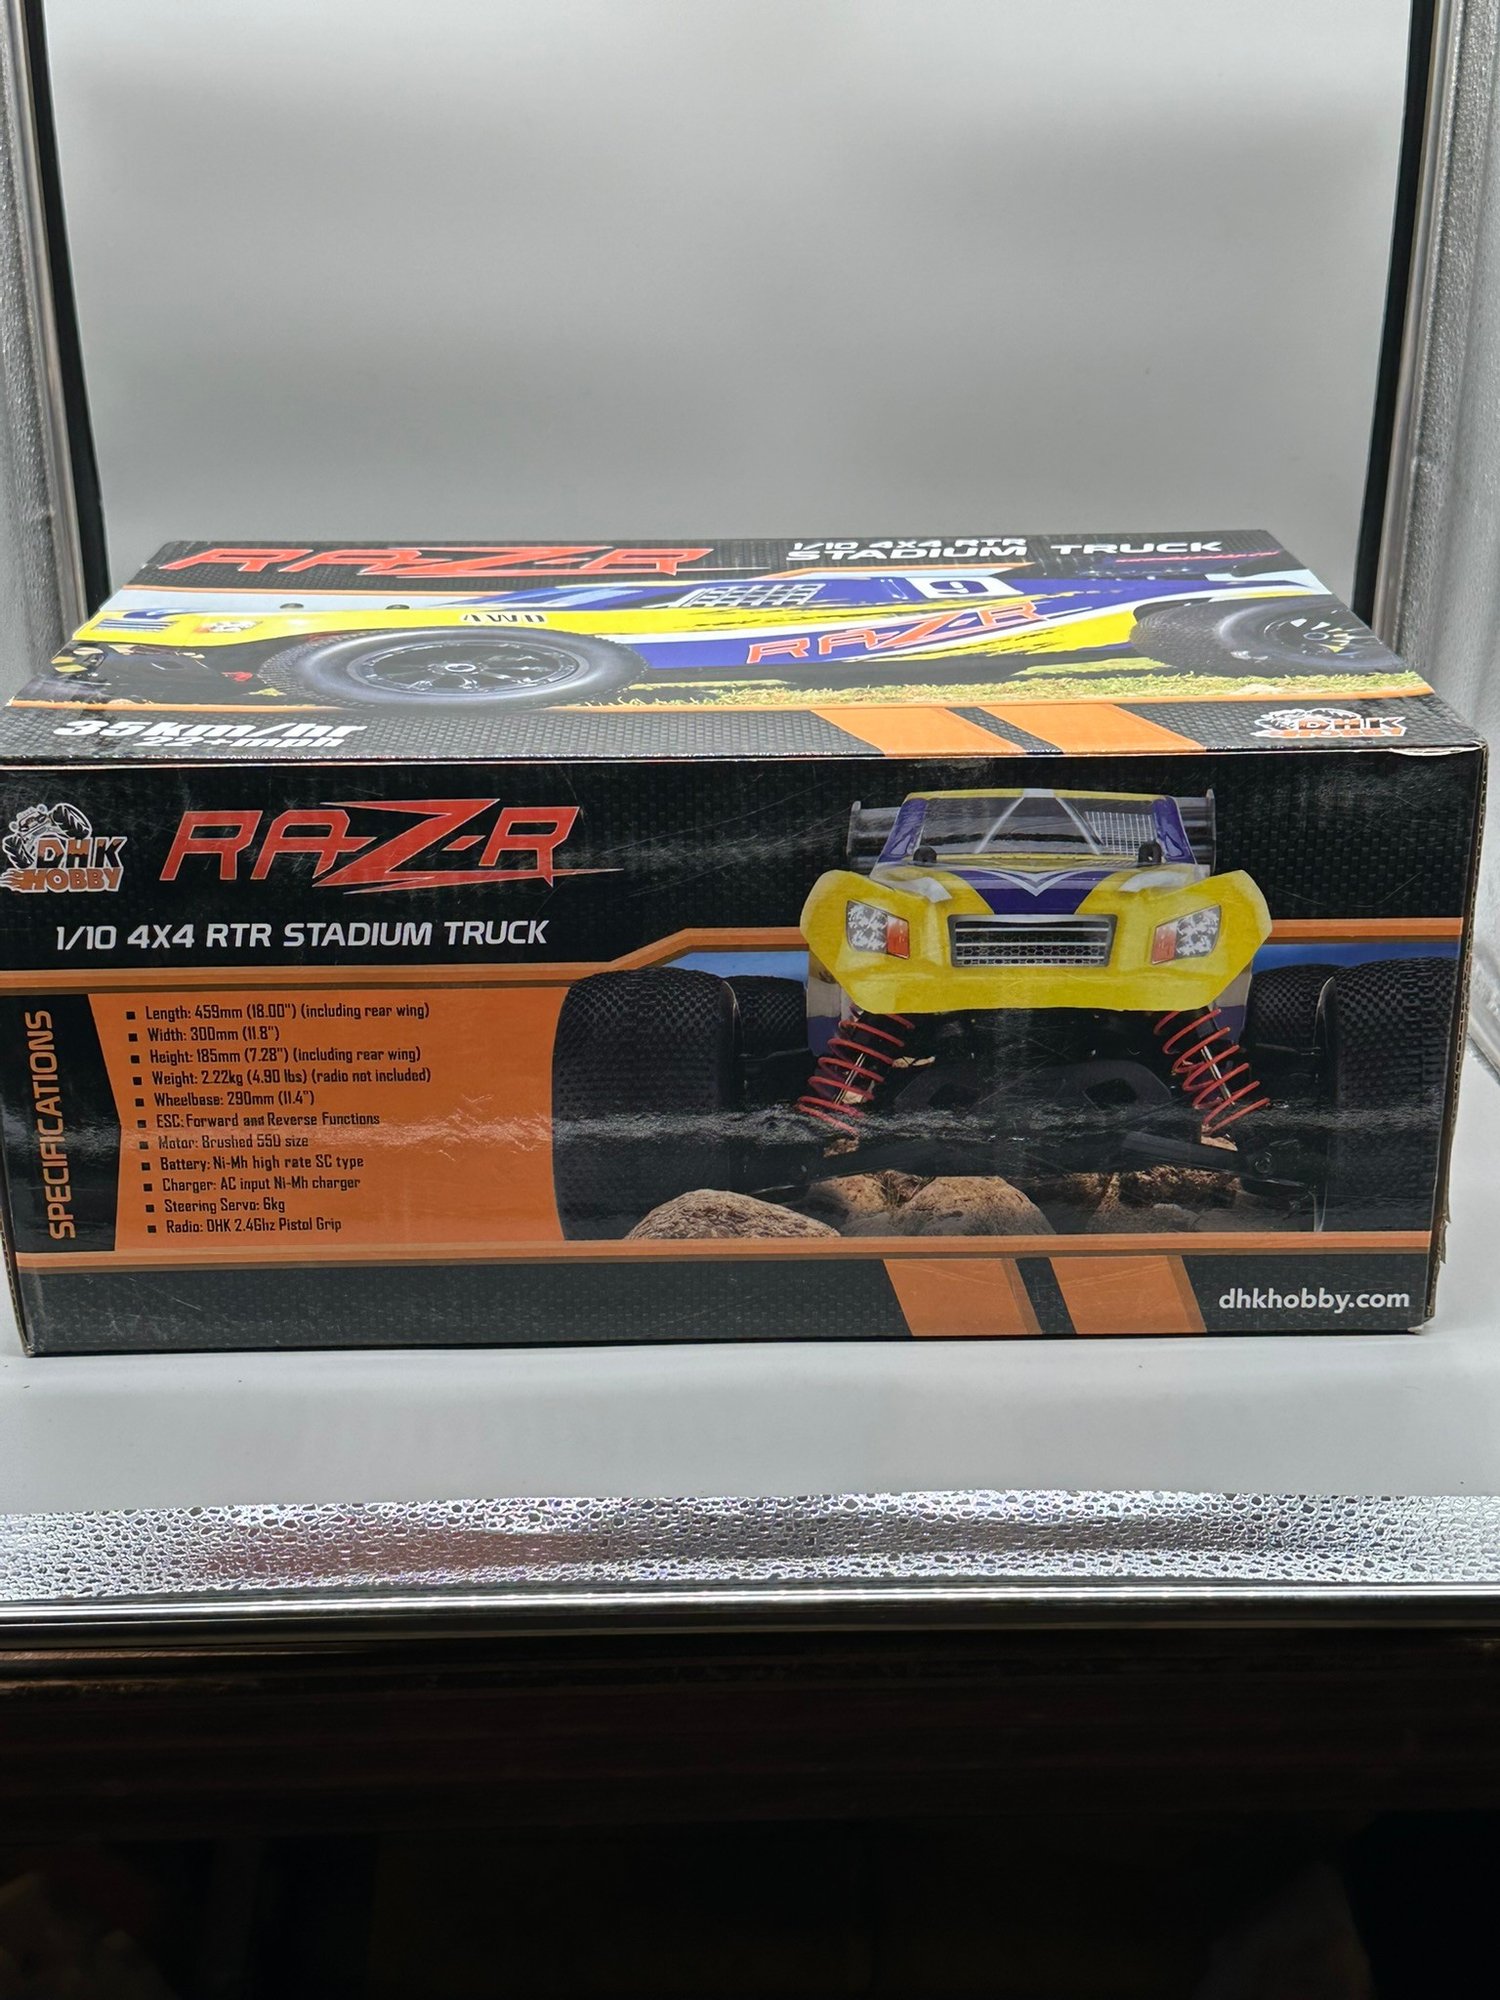 RAZ-R
1/10 4X4 RTR
STADIUM TRUCK
9
4WD
RAZ-R
35km/hr
22+mph
DHK
HOBBY
DHK
HOBBY
RAZ-R
1/10 4X4 RTR STADIUM TRUCK
SPECIFICATIONS
■ Length: 459mm (18.00") (including rear wing)
■ Width: 300mm (11.8")
■ Height: 185mm (7.28") (including rear wing)
■ Weight: 2.22kg (4.90 lbs) (radio not included)
■ Wheelbase: 290mm (11.4")
■ ESC: Forward and Reverse Functions
■ Motor: Brushed 550 size
■ Battery: Ni-Mh high rate SC type
■ Charger: AC input Ni-Mh charger
■ Steering Servo: 6kg
■ Radio: DHK 2.4Ghz Pistol Grip
dhkhobby.com